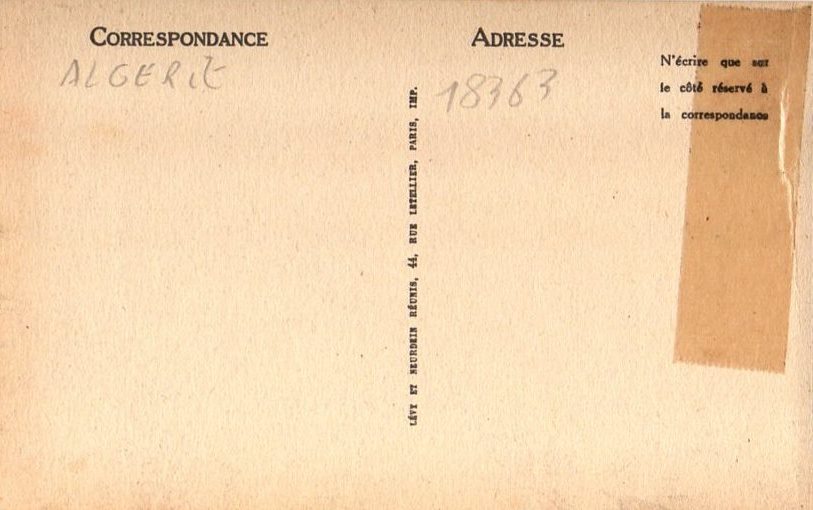 CORRESPONDANCE
ALGERIE
LÉVY ET NEURDEIN RÉUNIS, 44, RUE LETELLIER, PARIS, IMP.
ADRESSE
18363
N'écrire que sur
le côté réservé à
la correspondance